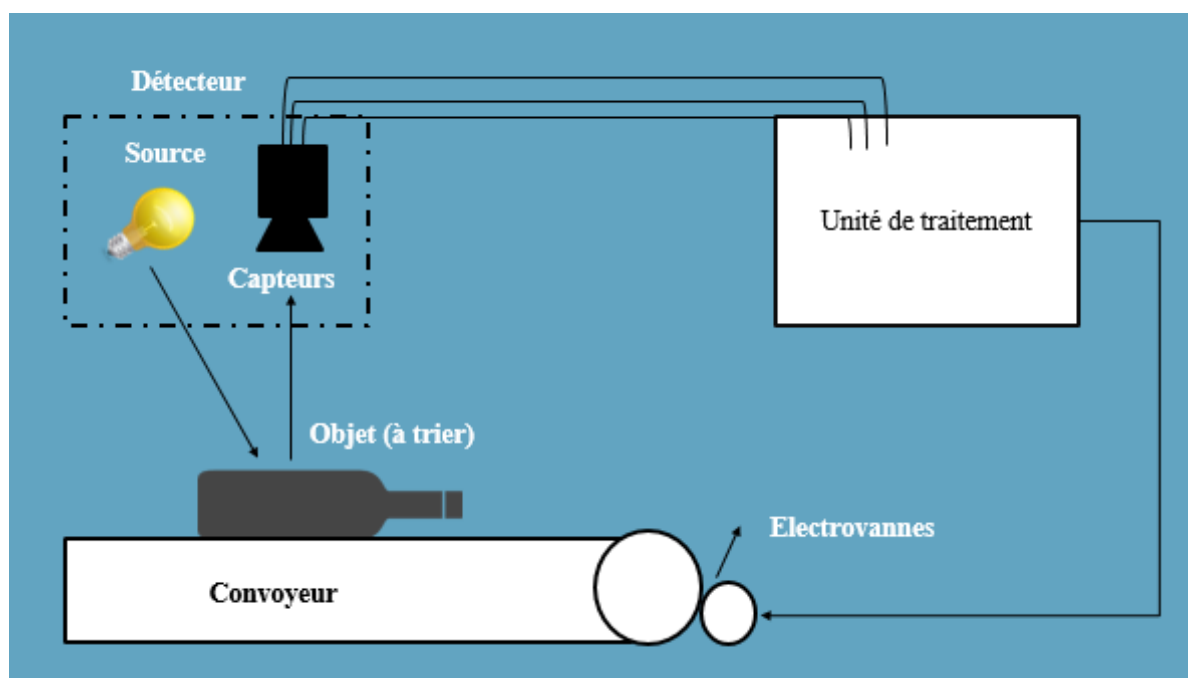 Détecteur
Source
Capteurs
Unité de traitement
Objet (à trier)
Electrovannes
Convoyeur